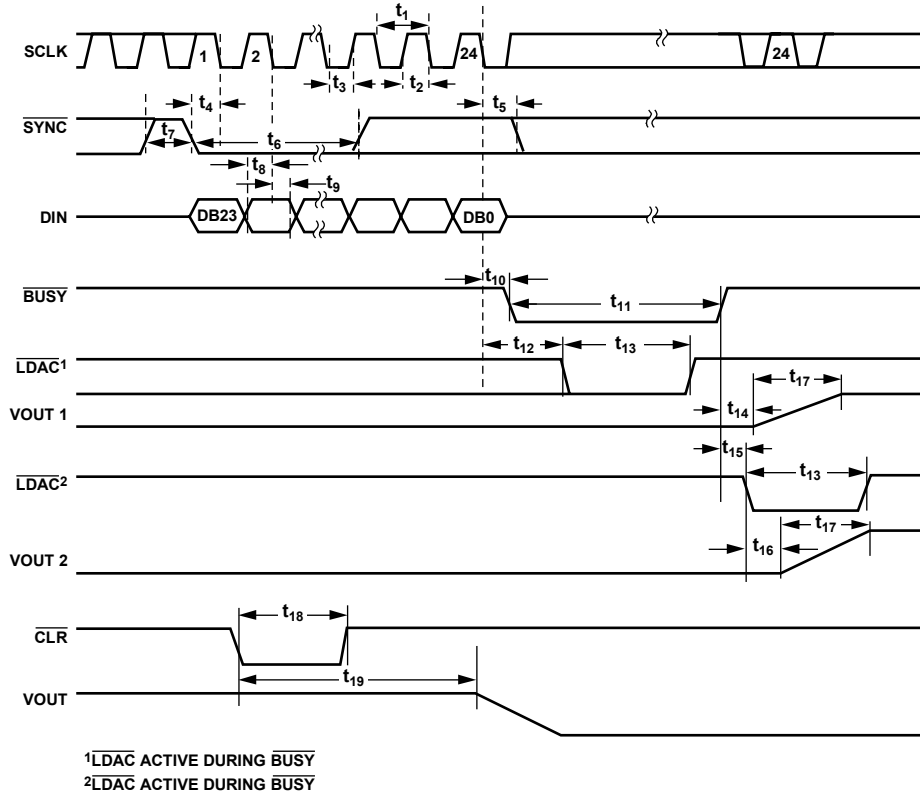 t1
SCLK 1 2 24 24
t3 t2
t4 t5
SYNC
t7 t6
t8
t9
DIN DB23 DB0
t10
BUSY t11
t12 t13
LDAC1
t17
VOUT 1 t14
t15
LDAC2 t13
t17
VOUT 2 t16
t18
CLR
t19
VOUT
1LDAC ACTIVE DURING BUSY
2LDAC ACTIVE DURING BUSY